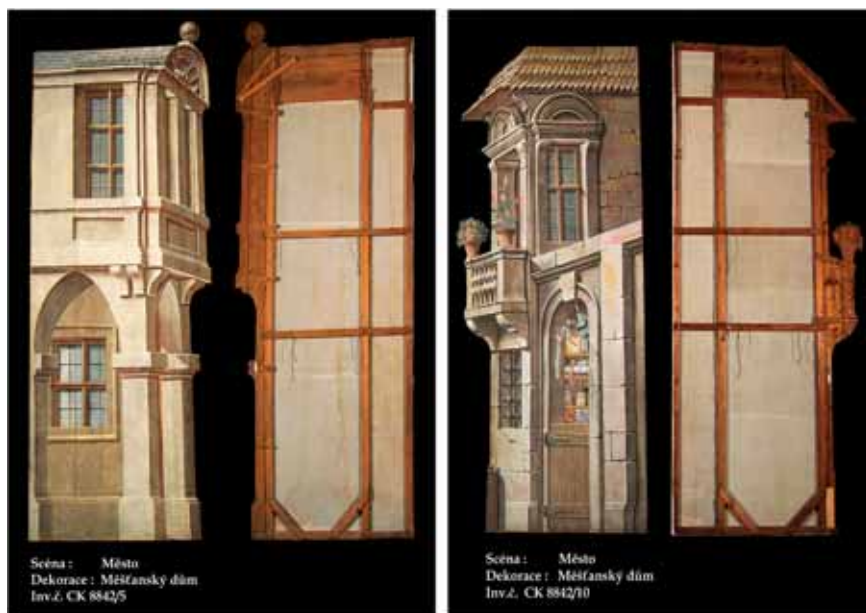 Scéna : Město
Dekorace : Měšťanský dům
Inv.č. CK 8842/5
Scéna : Město
Dekorace : Měšťanský dům
Inv.č. CK 8842/10